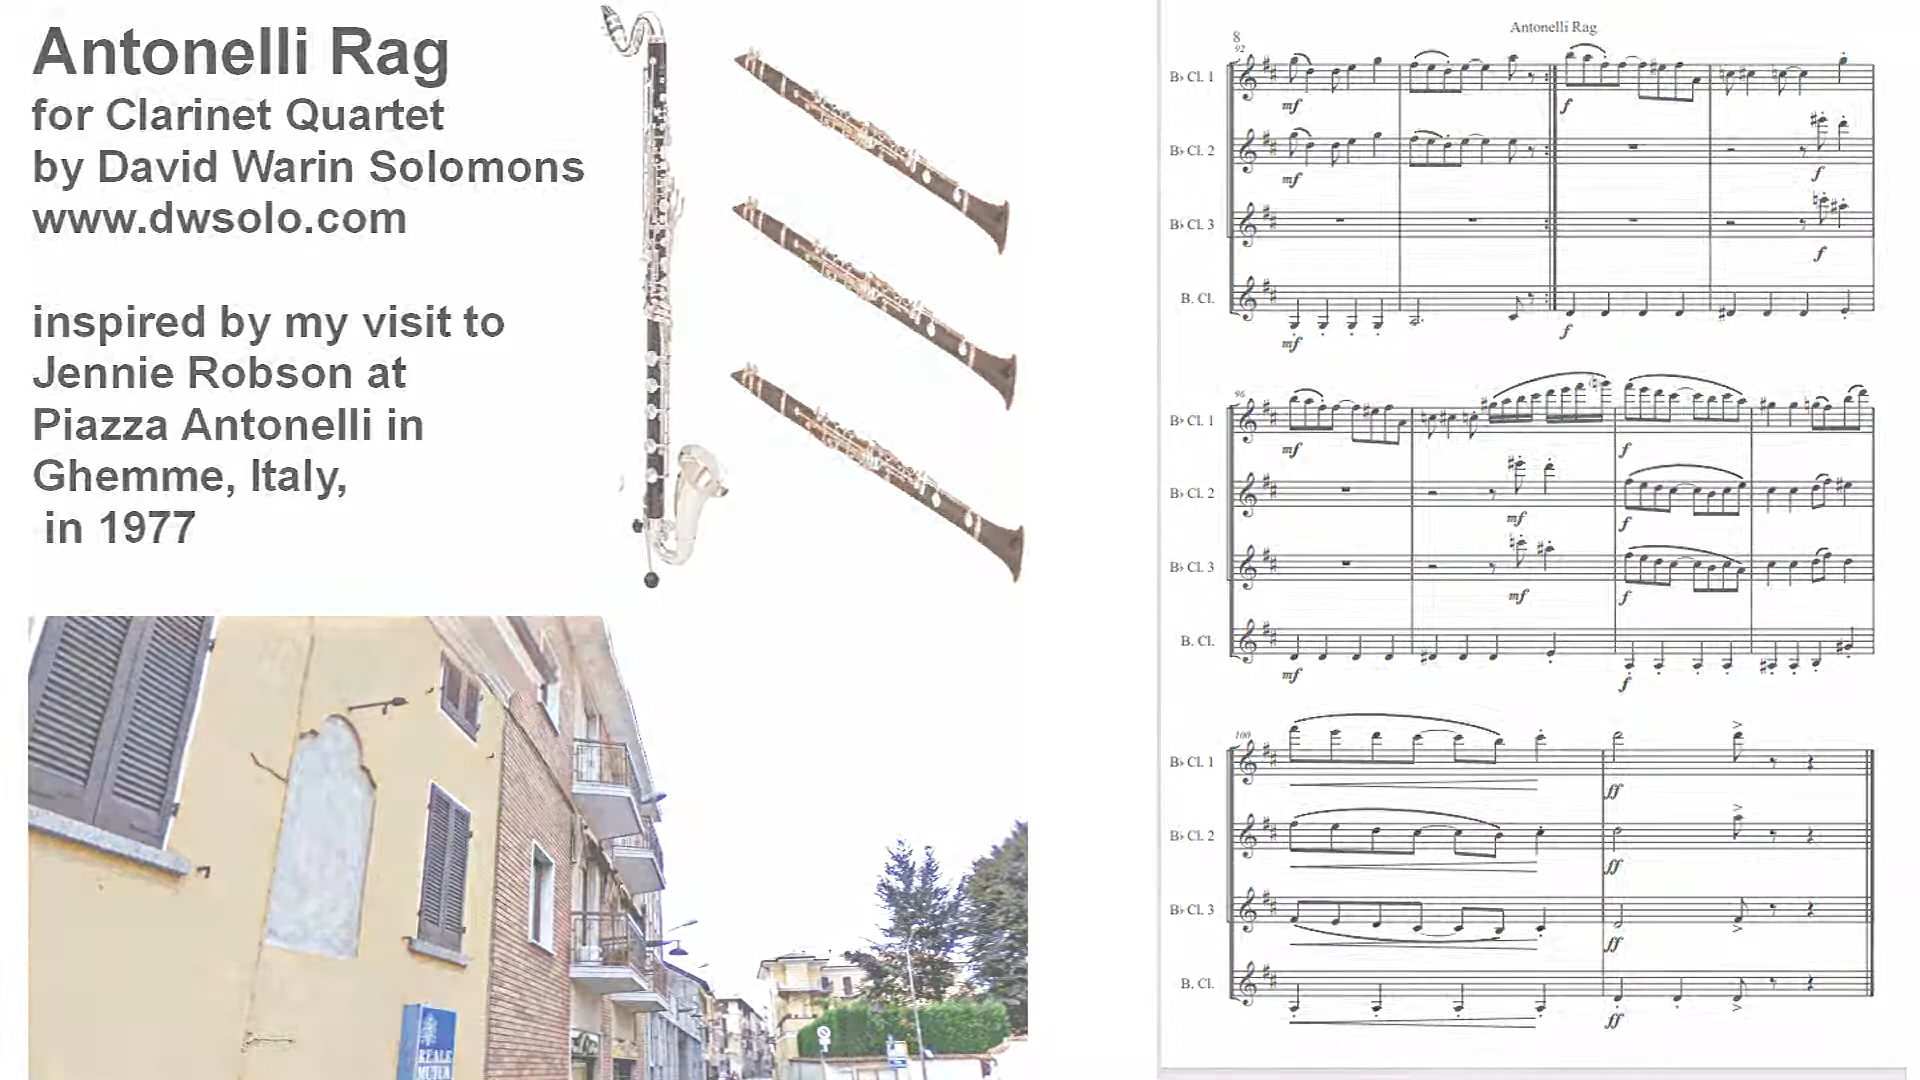 Antonelli Rag
for Clarinet Quartet
by David Warin Solomons
www.dwsolo.com
inspired by my visit to
Jennie Robson at
Piazza Antonelli in
Ghemme, Italy,
in 1977
REALE
MUTUA
Antonelli Rag
8
92
B♭ Cl. 1
mf
f
B♭ Cl. 2
mf
f
B♭ Cl. 3
f
B. Cl.
mf
f
96
B♭ Cl. 1
mf
f
B♭ Cl. 2
mf
f
B♭ Cl. 3
mf
f
B. Cl.
mf
f
100
B♭ Cl. 1
ff
B♭ Cl. 2
ff
B♭ Cl. 3
ff
B. Cl.
ff